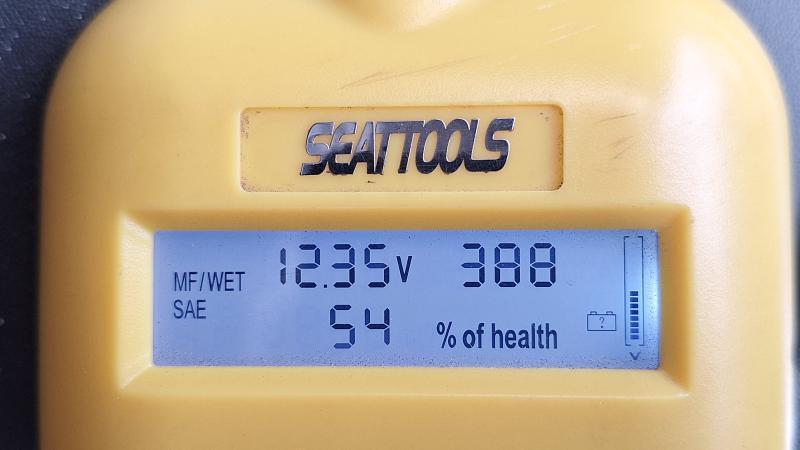 SEATTOOLS
MF/WET 12.35V 388
SAE 54 % of health
?
V